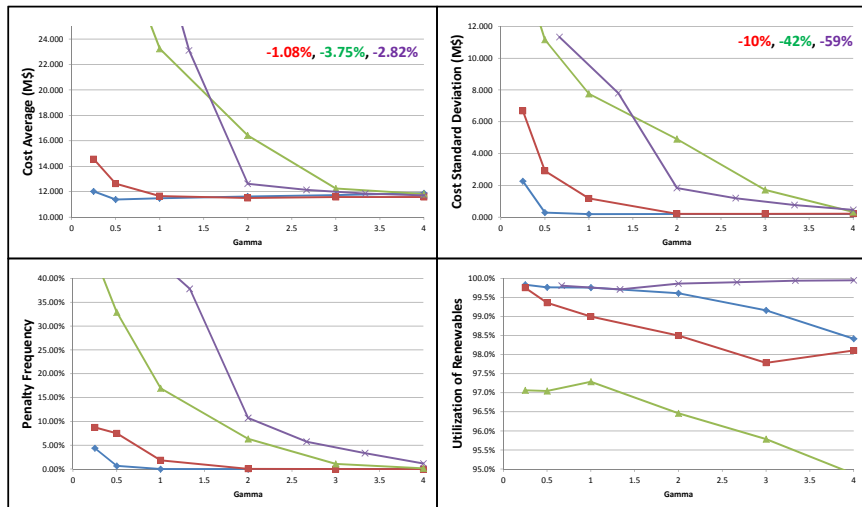 Cost Average (M$)
24.000
22.000
20.000
18.000
16.000
14.000
12.000
10.000
-1.08%, -3.75%, -2.82%
0 0.5 1 1.5 2 2.5 3 3.5 4
Gamma
Cost Standard Deviation (M$)
12.000
10.000
8.000
6.000
4.000
2.000
0.000
-10%, -42%, -59%
0 0.5 1 1.5 2 2.5 3 3.5 4
Gamma
Penalty Frequency
40.00%
35.00%
30.00%
25.00%
20.00%
15.00%
10.00%
5.00%
0.00%
0 0.5 1 1.5 2 2.5 3 3.5 4
Gamma
Utilization of Renewables
100.0%
99.5%
99.0%
98.5%
98.0%
97.5%
97.0%
96.5%
96.0%
95.5%
95.0%
0 0.5 1 1.5 2 2.5 3 3.5 4
Gamma